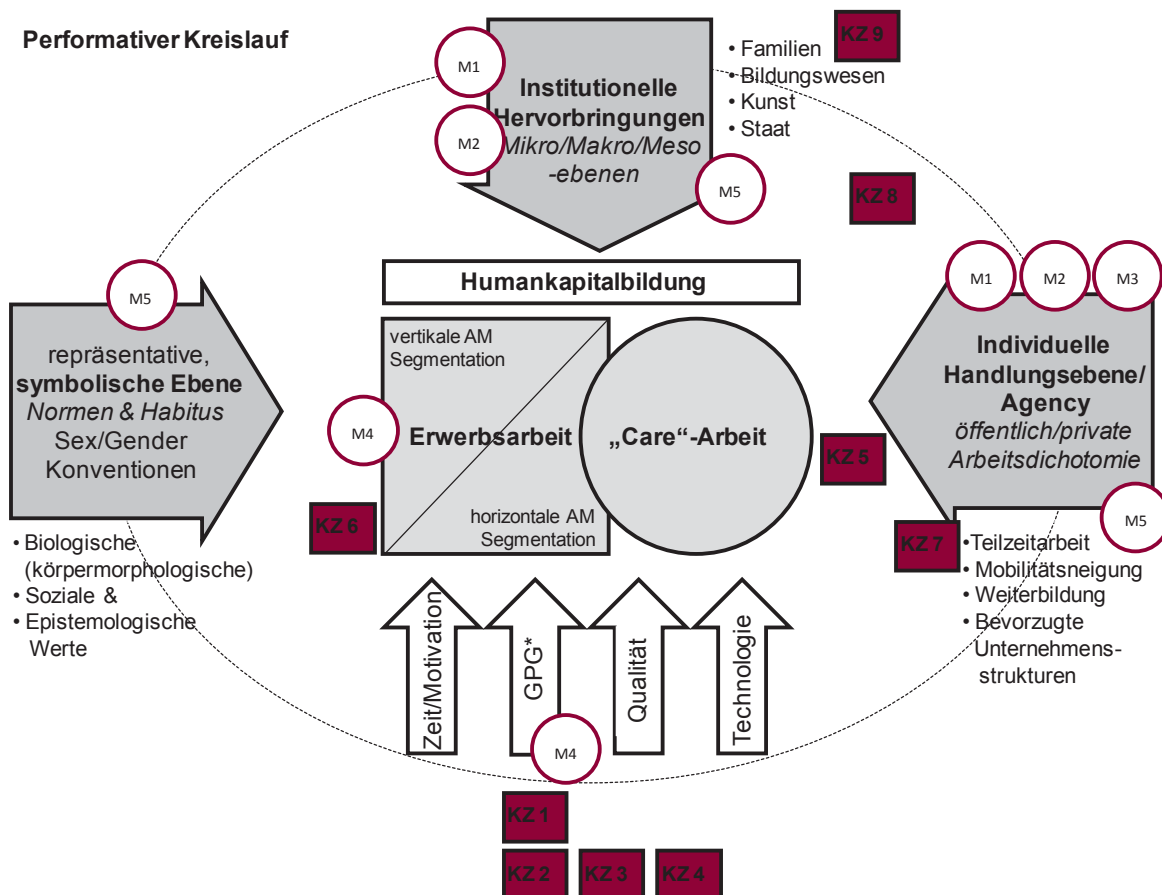 Performativer Kreislauf
M1
M2
Institutionelle
Hervorbringungen
Mikro/Makro/Meso
-ebenen
M5
• Familien
• Bildungswesen
• Kunst
• Staat
KZ 9
KZ 8
M5
repräsentative,
symbolische Ebene
Normen & Habitus
Sex/Gender
Konventionen
• Biologische
(körpermorphologische)
• Soziale &
• Epistemologische
Werte
Humankapitalbildung
vertikale AM
Segmentation
M4
Erwerbsarbeit
„Care“-Arbeit
horizontale AM
Segmentation
KZ 6
KZ 5
M1
M2
M3
Individuelle
Handlungsebene/
Agency
öffentlich/private
Arbeitsdichotomie
M5
KZ 7
•Teilzeitarbeit
• Mobilitätsneigung
• Weiterbildung
• Bevorzugte
Unternehmens-
strukturen
Zeit/Motivation
GPG*
Qualität
Technologie
M4
KZ 1
KZ 2
KZ 3
KZ 4